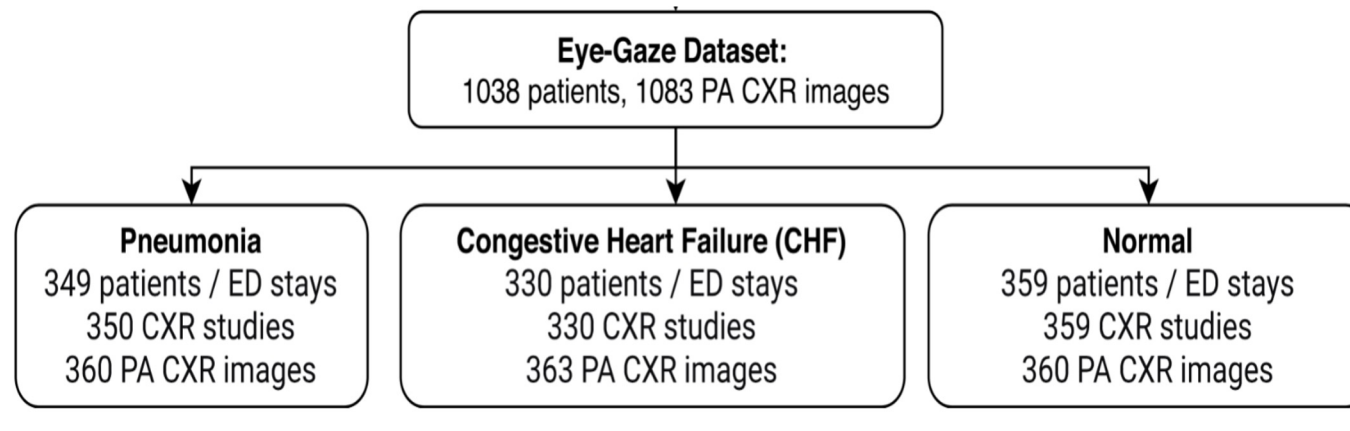 Eye-Gaze Dataset:
1038 patients, 1083 PA CXR images
Pneumonia
349 patients / ED stays
350 CXR studies
360 PA CXR images
Congestive Heart Failure (CHF)
330 patients / ED stays
330 CXR studies
363 PA CXR images
Normal
359 patients / ED stays
359 CXR studies
360 PA CXR images